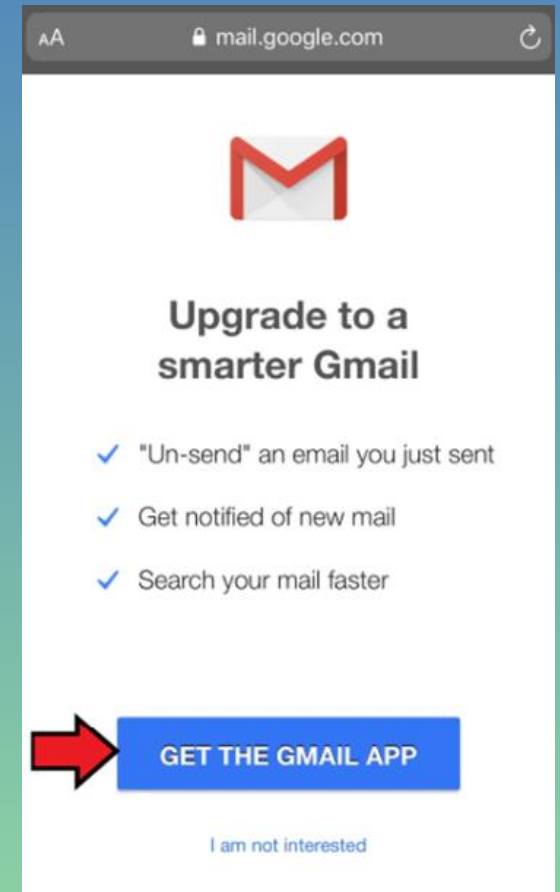 AA mail.google.com
Upgrade to a
smarter Gmail
"Un-send" an email you just sent
Get notified of new mail
Search your mail faster
GET THE GMAIL APP
I am not interested